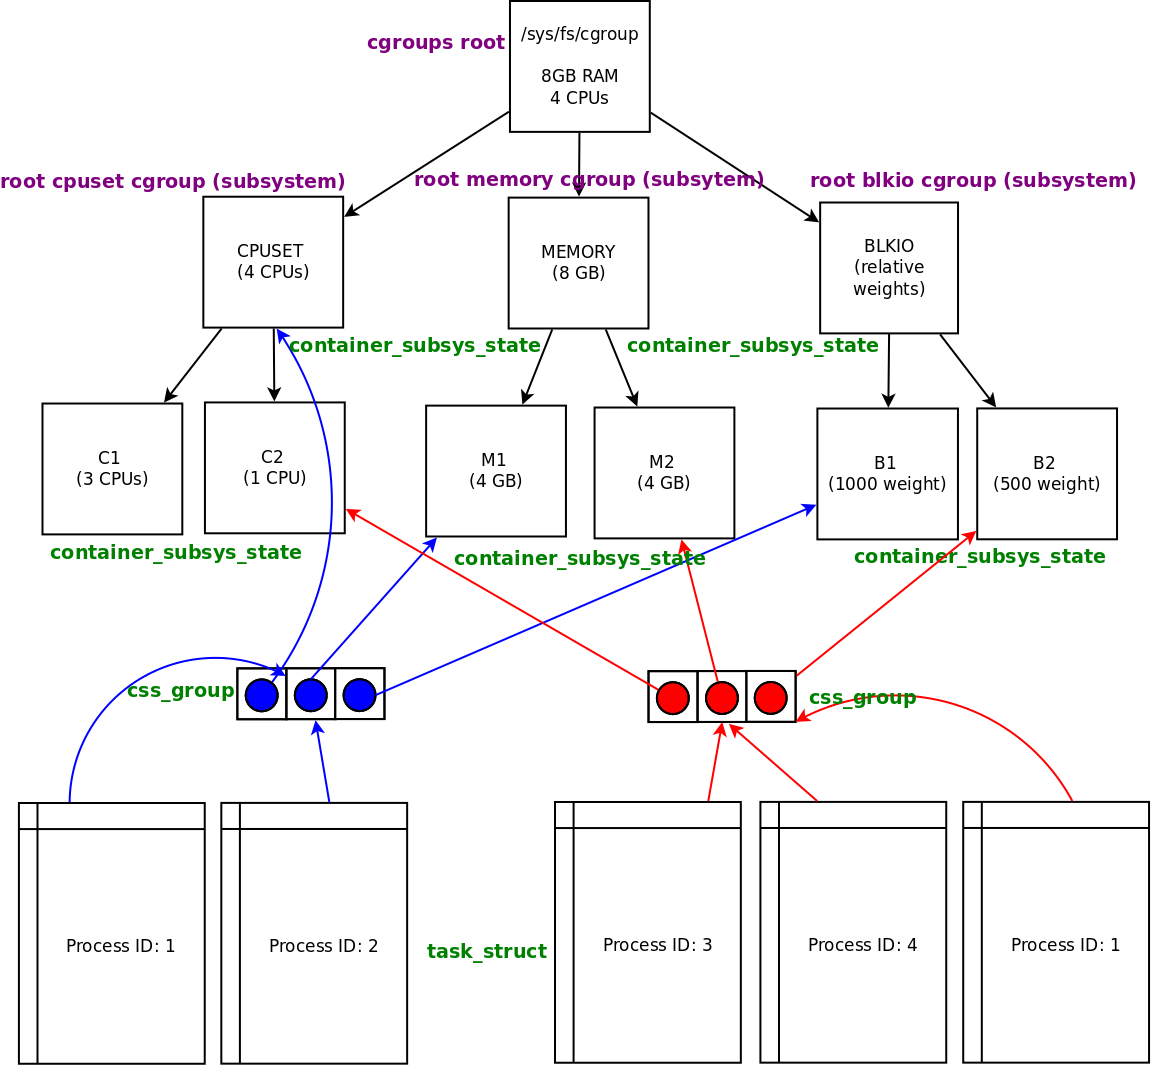 /sys/fs/cgroup
cgroups root
8GB RAM
4 CPUs
root cpuset cgroup (subsystem)
root memory cgroup (subsytem)
root blkio cgroup (subsystem)
CPUSET
(4 CPUs)
MEMORY
(8 GB)
BLKIO
(relative
weights)
container_subsys_state
container_subsys_state
C1
(3 CPUs)
C2
(1 CPU)
M1
(4 GB)
M2
(4 GB)
B1
(1000 weight)
B2
(500 weight)
container_subsys_state
container_subsys_state
container_subsys_state
css_group
css_group
Process ID: 1
Process ID: 2
task_struct
Process ID: 3
Process ID: 4
Process ID: 1